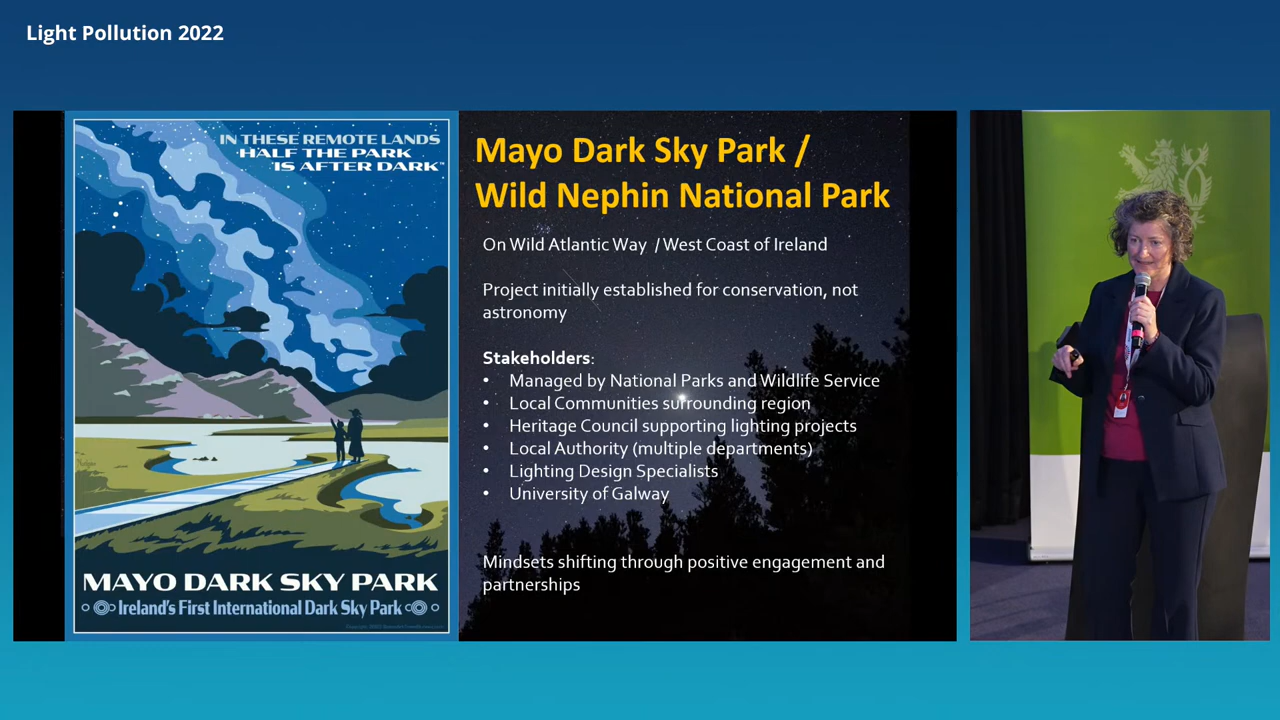 Light Pollution 2022
IN THESE REMOTE LANDS
HALF THE PARK
IS AFTER DARK™
MAYO DARK SKY PARK
Ireland's First International Dark Sky Park
Mayo Dark Sky Park /
Wild Nephin National Park
On Wild Atlantic Way / West Coast of Ireland
Project initially established for conservation, not
astronomy
Stakeholders:
• Managed by National Parks and Wildlife Service
• Local Communities surrounding region
• Heritage Council supporting lighting projects
• Local Authority (multiple departments)
• Lighting Design Specialists
• University of Galway
Mindsets shifting through positive engagement and
partnerships